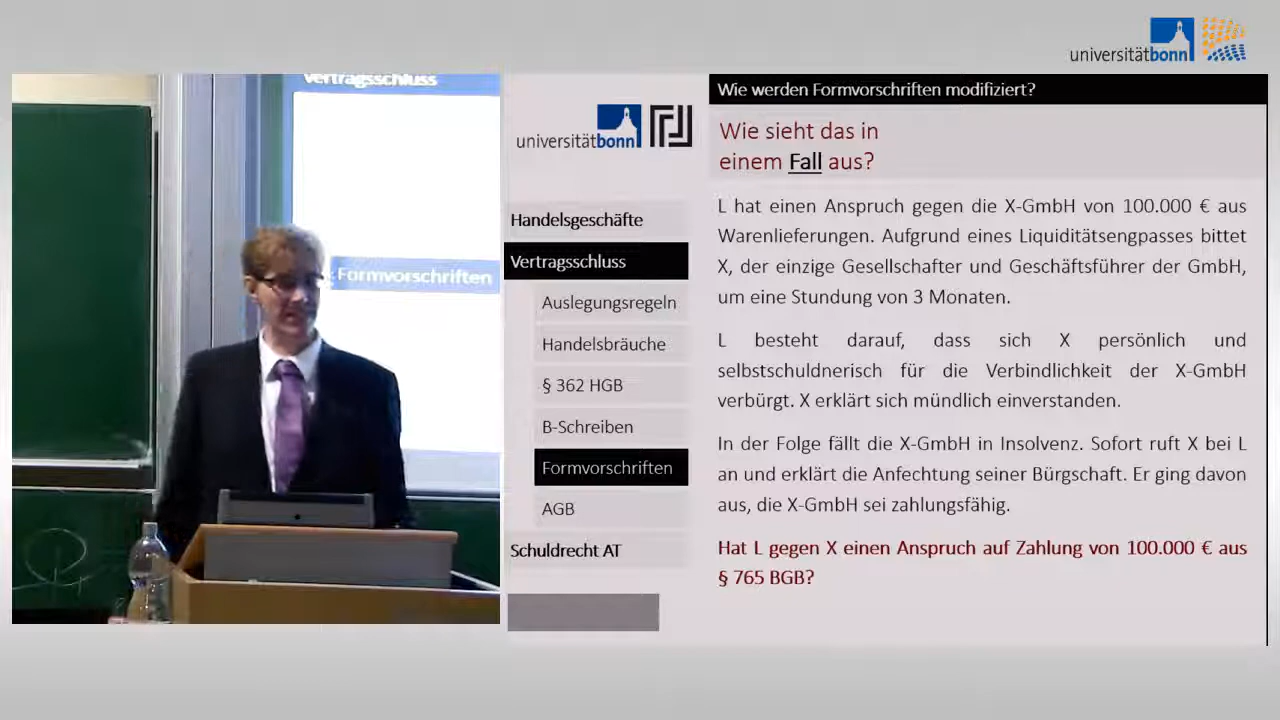 universitätbonn
Vertragsschluss
Formvorschriften
universitätbonn
Handelsgeschäfte
Vertragsschluss
Auslegungsregeln
Handelsbräuche
§ 362 HGB
B-Schreiben
Formvorschriften
AGB
Schuldrecht AT
Wie werden Formvorschriften modifiziert?
Wie sieht das in
einem Fall aus?
L hat einen Anspruch gegen die X-GmbH von 100.000 € aus
Warenlieferungen. Aufgrund eines Liquiditätsengpasses bittet
X, der einzige Gesellschafter und Geschäftsführer der GmbH,
um eine Stundung von 3 Monaten.
L besteht darauf, dass sich X persönlich und
selbstschuldnerisch für die Verbindlichkeit der X-GmbH
verbürgt. X erklärt sich mündlich einverstanden.
In der Folge fällt die X-GmbH in Insolvenz. Sofort ruft X bei L
an und erklärt die Anfechtung seiner Bürgschaft. Er ging davon
aus, die X-GmbH sei zahlungsfähig.
Hat L gegen X einen Anspruch auf Zahlung von 100.000 € aus
§ 765 BGB?